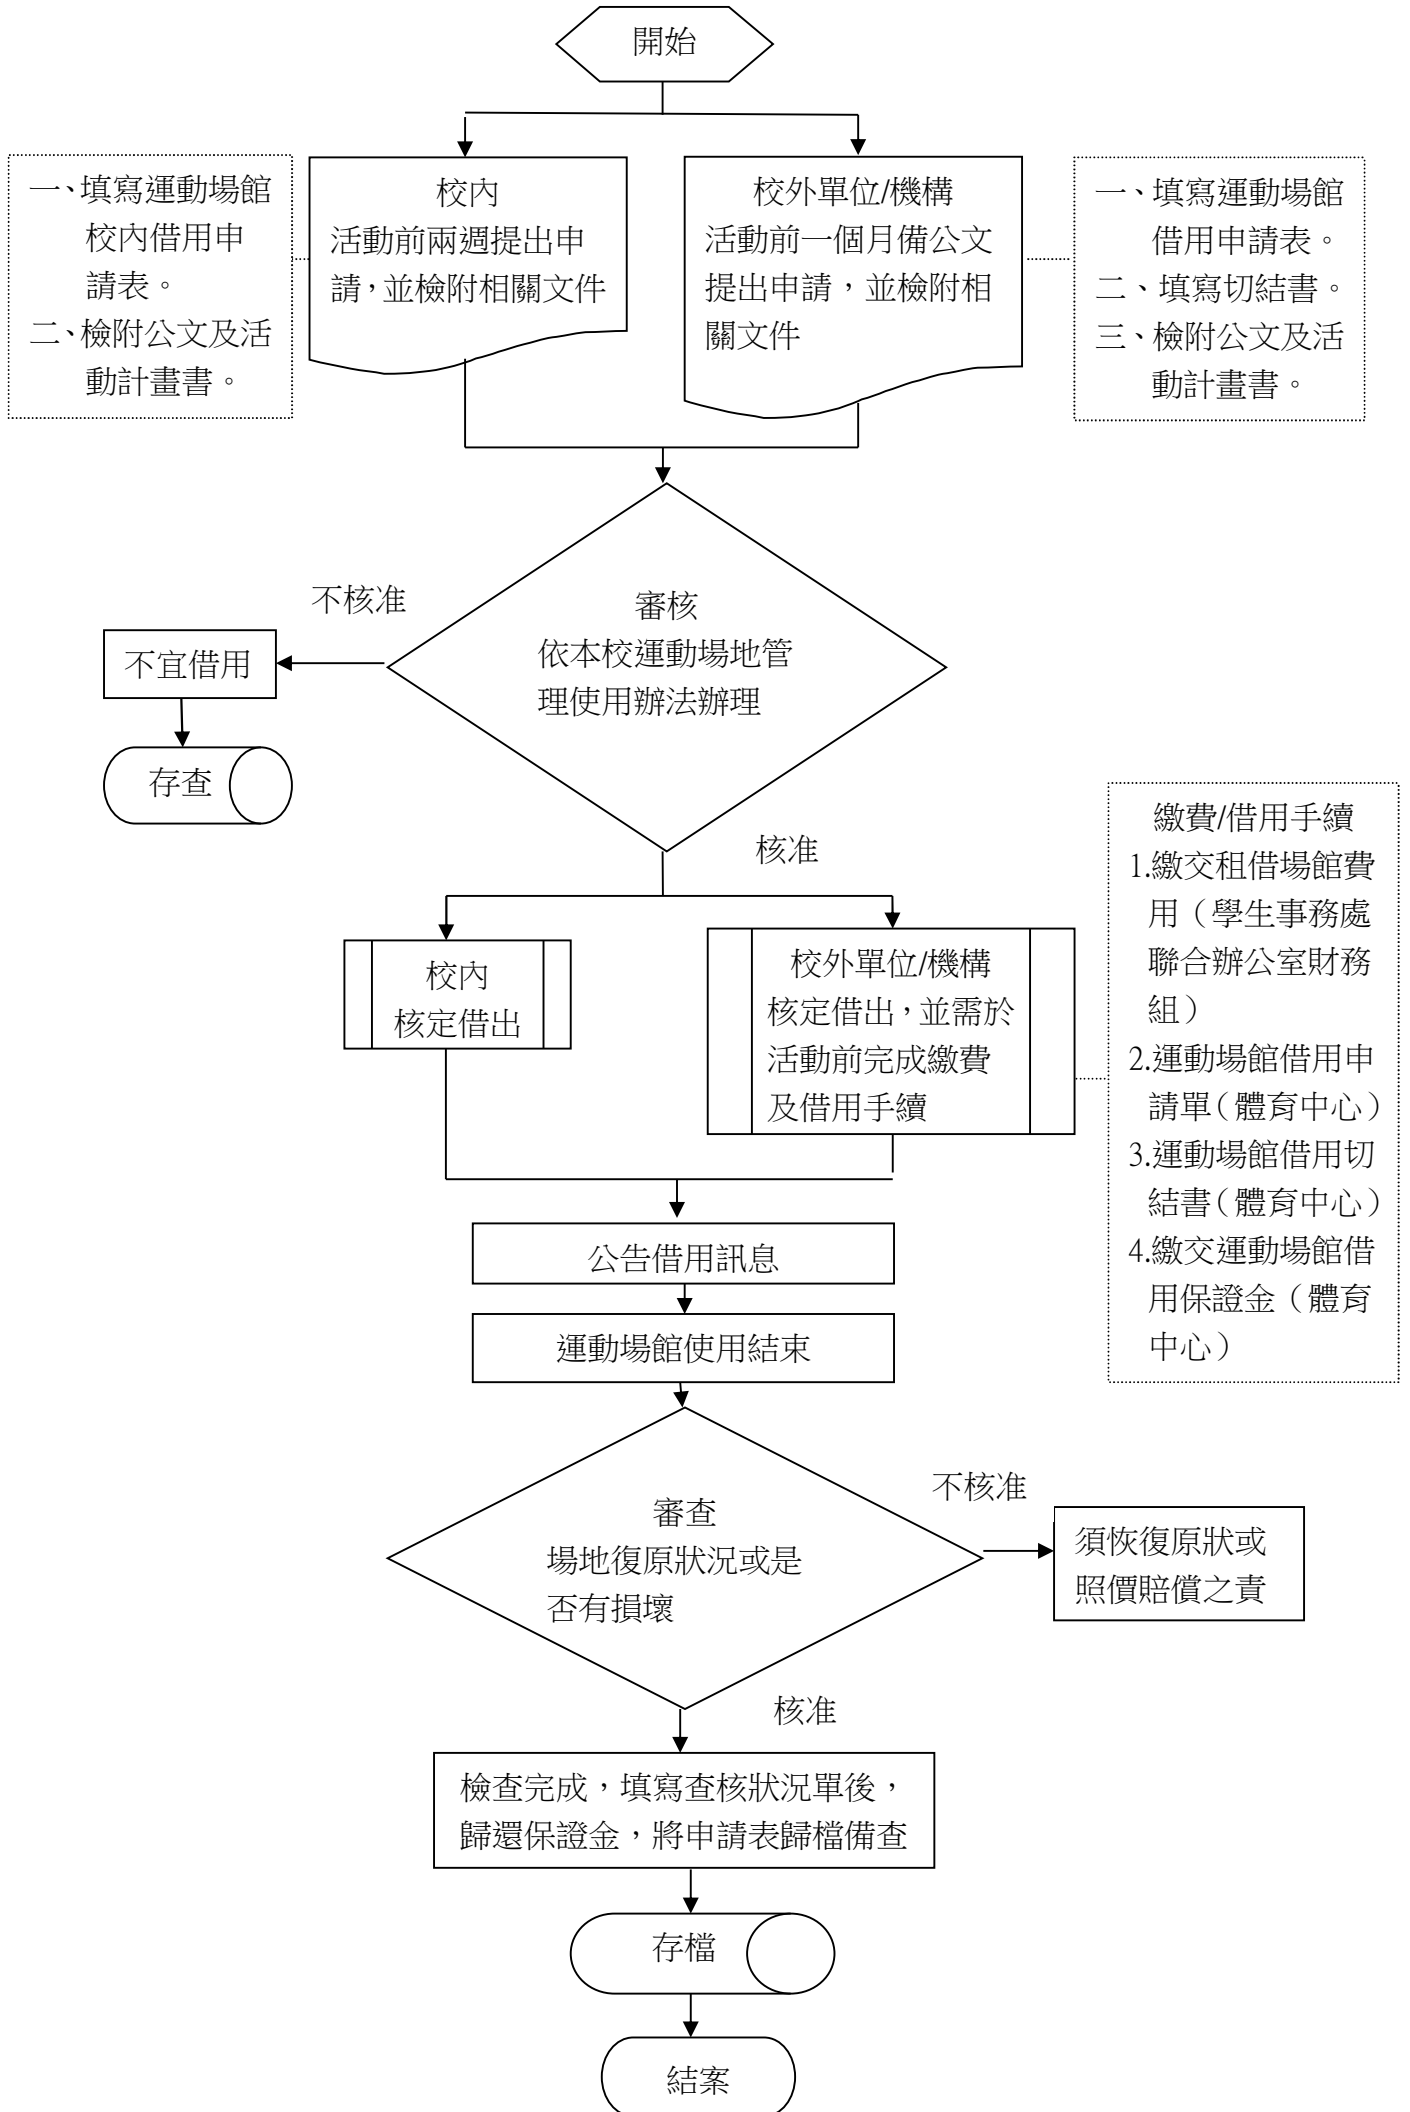 開始
一、填寫運動場館
校內借用申
請表。
二、檢附公文及活
動計畫書。
校內
活動前兩週提出申
請，並檢附相關文件
校外單位/機構
活動前一個月備公文
提出申請，並檢附相
關文件
一、填寫運動場館
借用申請表。
二、填寫切結書。
三、檢附公文及活
動計畫書。
不核准
審核
依本校運動場地管
理使用辦法辦理
不宜借用
存查
核准
校內
核定借出
校外單位/機構
核定借出，並需於
活動前完成繳費
及借用手續
繳費/借用手續
1.繳交租借場館費
用（學生事務處
聯合辦公室財務
組）
2.運動場館借用申
請單（體育中心）
3.運動場館借用切
結書（體育中心）
4.繳交運動場館借
用保證金（體育
中心）
公告借用訊息
運動場館使用結束
審查
場地復原狀況或是
否有損壞
不核准
須恢復原狀或
照價賠償之責
核准
檢查完成，填寫查核狀況單後，
歸還保證金，將申請表歸檔備查
存檔
結案